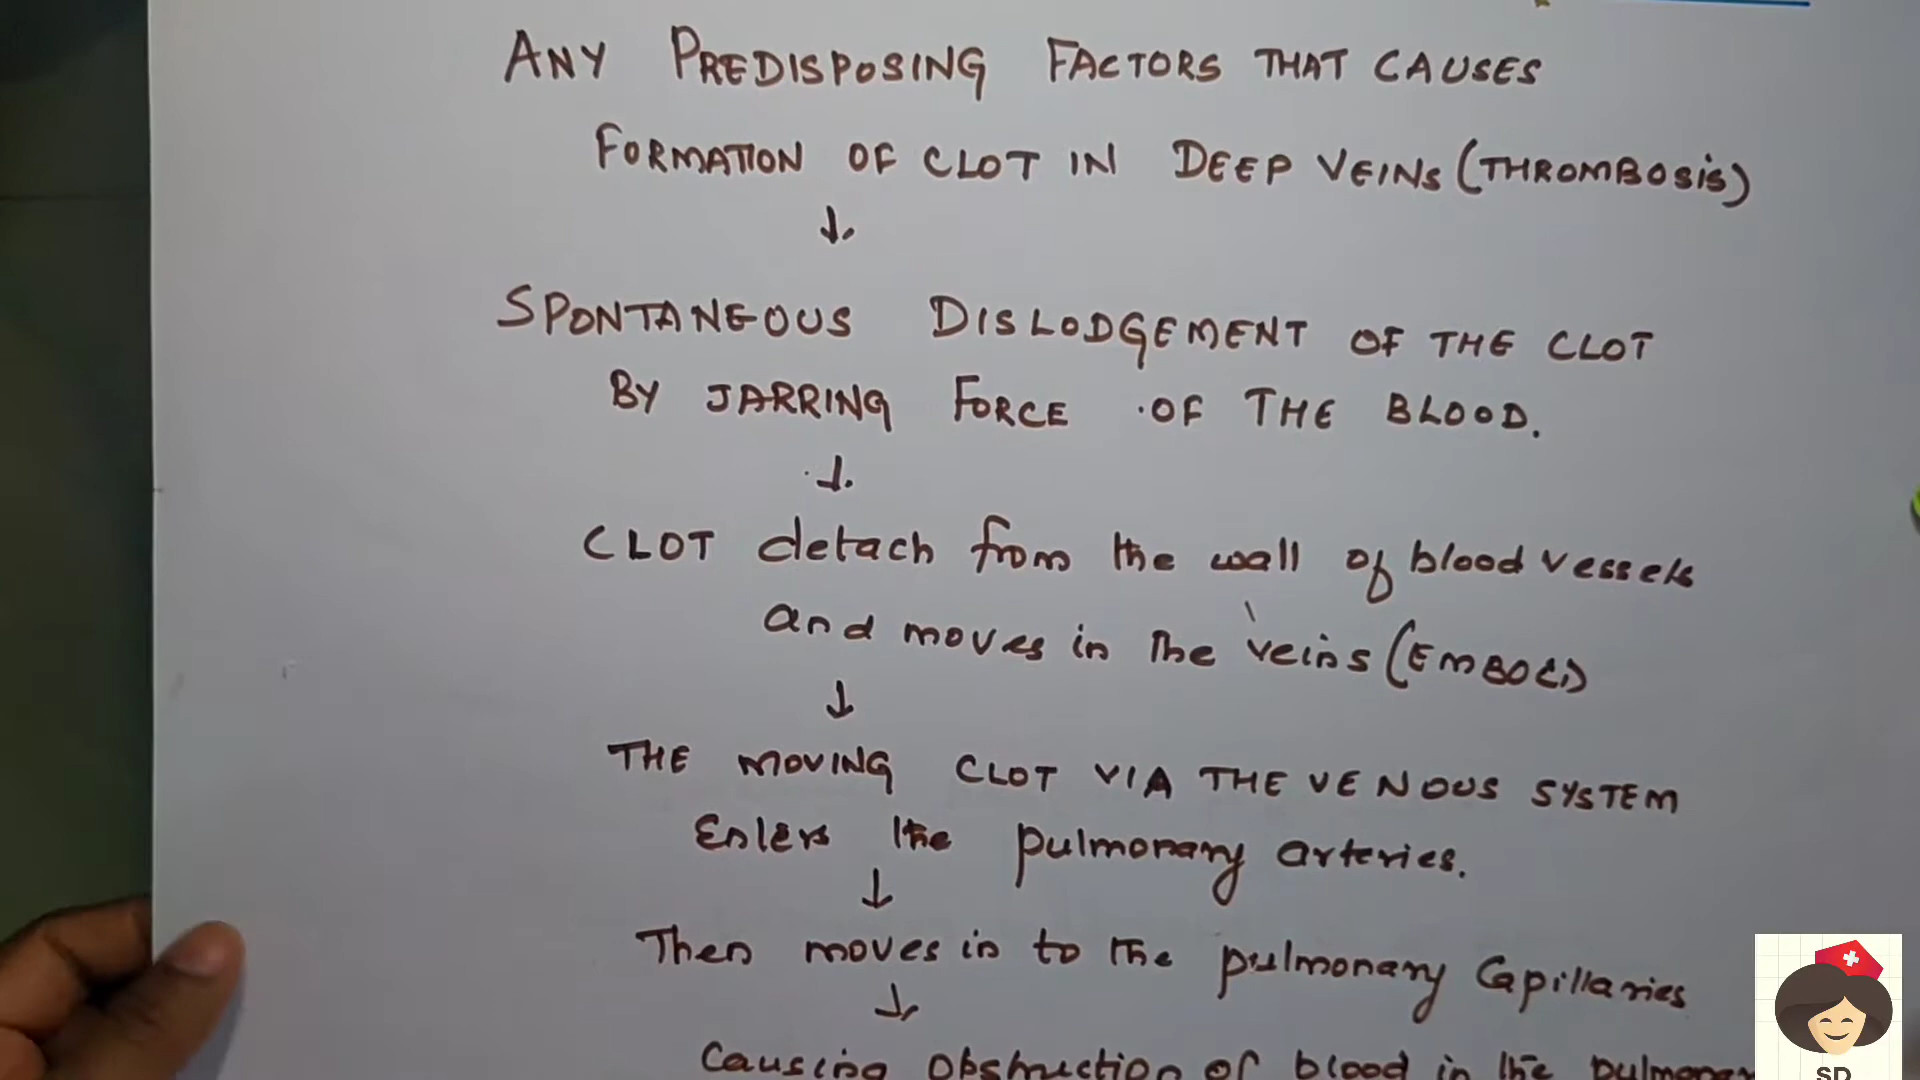 ANY PREDISPOSING FACTORS THAT CAUSES
FORMATION OF CLOT IN DEEP VEINS (THROMBOSIS)
↓
SPONTANEOUS DISLODGEMENT OF THE CLOT
BY JARRING FORCE OF THE BLOOD.
↓
CLOT detach from the wall of blood vessels
and moves in the veins (EMBOLI)
↓
THE MOVING CLOT VIA THE VENOUS SYSTEM
Enters the pulmonary arteries.
↓
Then moves in to the pulmonary Capillaries
↓
Causing obstruction of blood in the pulmonary
SD